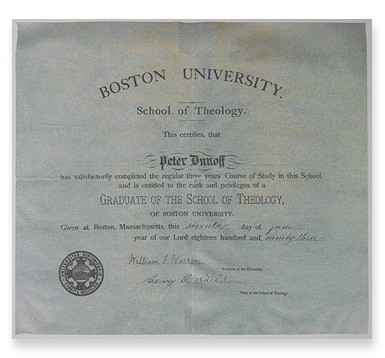 BOSTON UNIVERSITY.
School of Theology.
This certifies, that
Peter Dynoff
has satisfactorily completed the regular three years' Course of Study in this School,
and is entitled to the rank and privileges of a
GRADUATE OF THE SCHOOL OF THEOLOGY,
OF BOSTON UNIVERSITY.
Given at Boston, Massachusetts, this seventh day of June
year of our Lord eighteen hundred and ninety three
William F. Warren
President of the University.
Dean of the School of Theology.